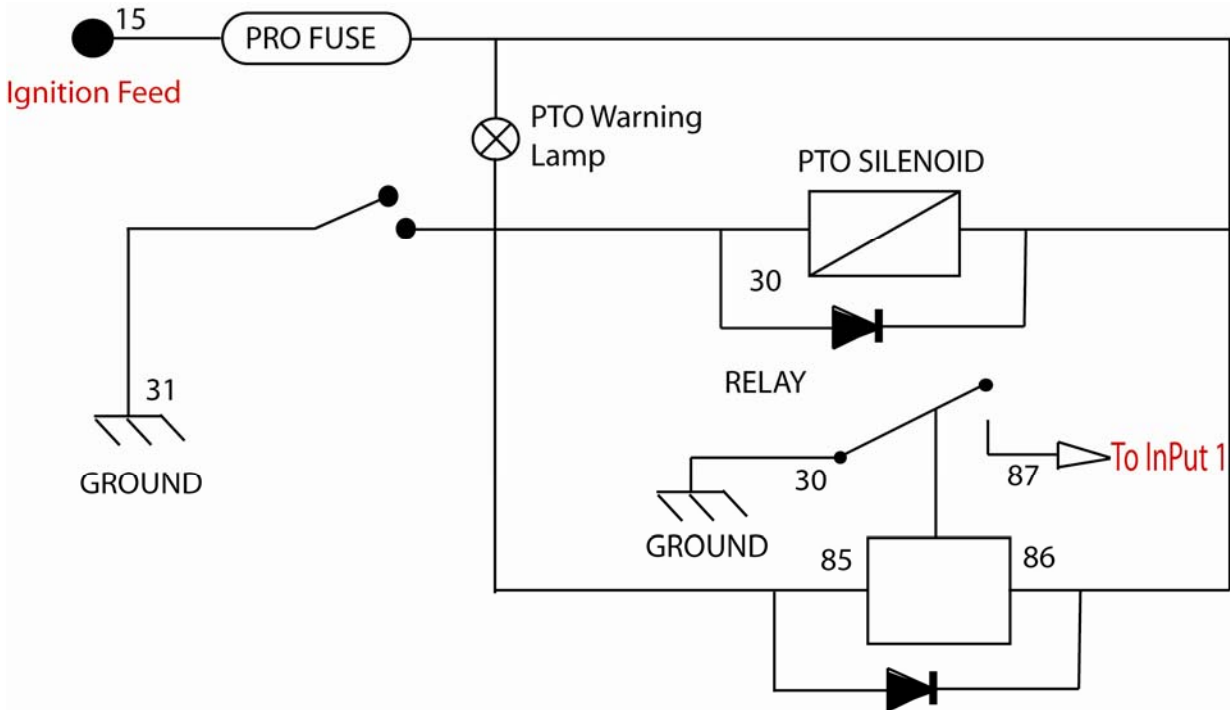 15
PRO FUSE
Ignition Feed
PTO Warning
Lamp
PTO SILENOID
30
RELAY
31
GROUND
30
87
To InPut 1
GROUND
85
86